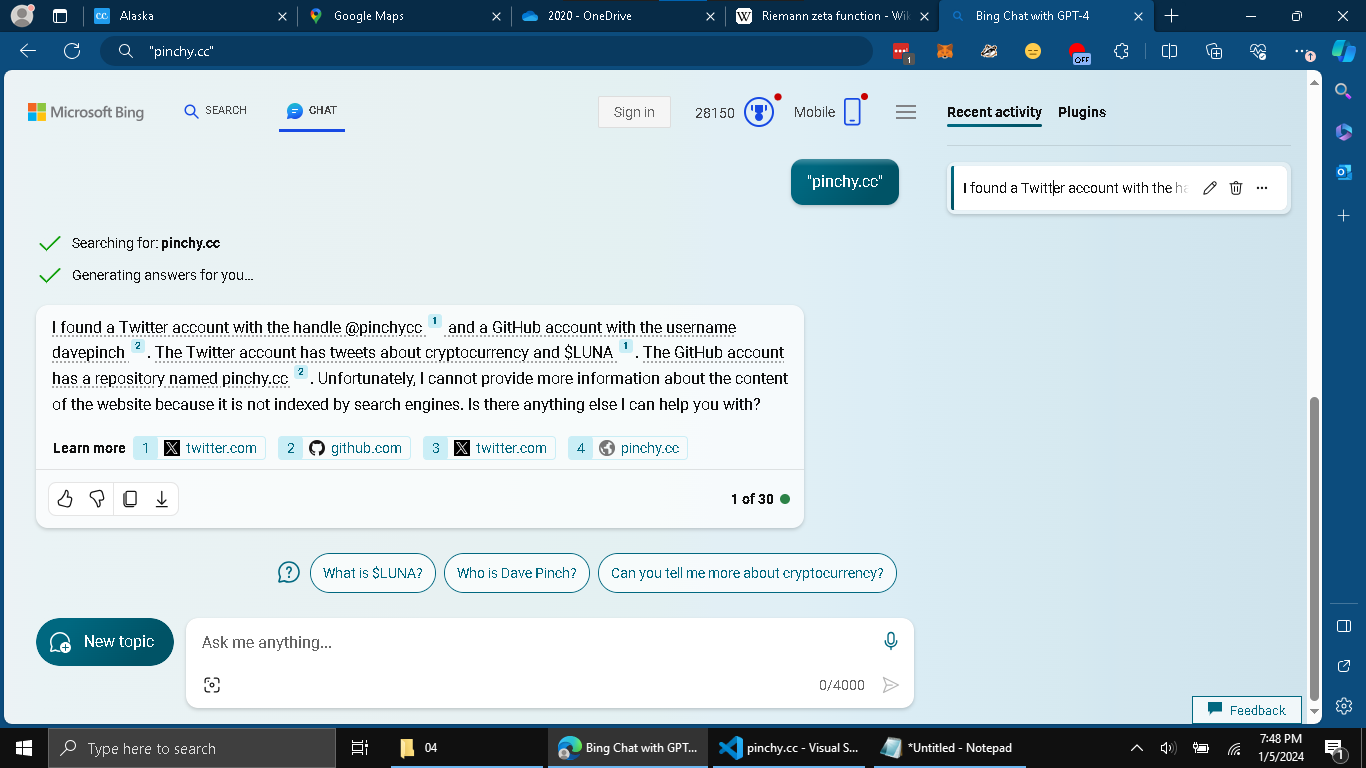 Alaska
Google Maps
2020 - OneDrive
Riemann zeta function - Wik
Bing Chat with GPT-4
"pinchy.cc"
1
OFF
Microsoft Bing
SEARCH
CHAT
Sign in
28150
Mobile
Recent activity
Plugins
"pinchy.cc"
I found a Twitter account with the ha
Searching for: pinchy.cc
Generating answers for you...
I found a Twitter account with the handle @pinchycc 1 and a GitHub account with the username
davepinch 2 . The Twitter account has tweets about cryptocurrency and $LUNA 1 . The GitHub account
has a repository named pinchy.cc 2 . Unfortunately, I cannot provide more information about the content
of the website because it is not indexed by search engines. Is there anything else I can help you with?
Learn more 1 twitter.com 2 github.com 3 twitter.com 4 pinchy.cc
1 of 30
What is $LUNA?
Who is Dave Pinch?
Can you tell me more about cryptocurrency?
New topic
Ask me anything...
0/4000
Feedback
Type here to search
04
Bing Chat with GPT...
pinchy.cc - Visual S...
*Untitled - Notepad
7:48 PM
1/5/2024
1